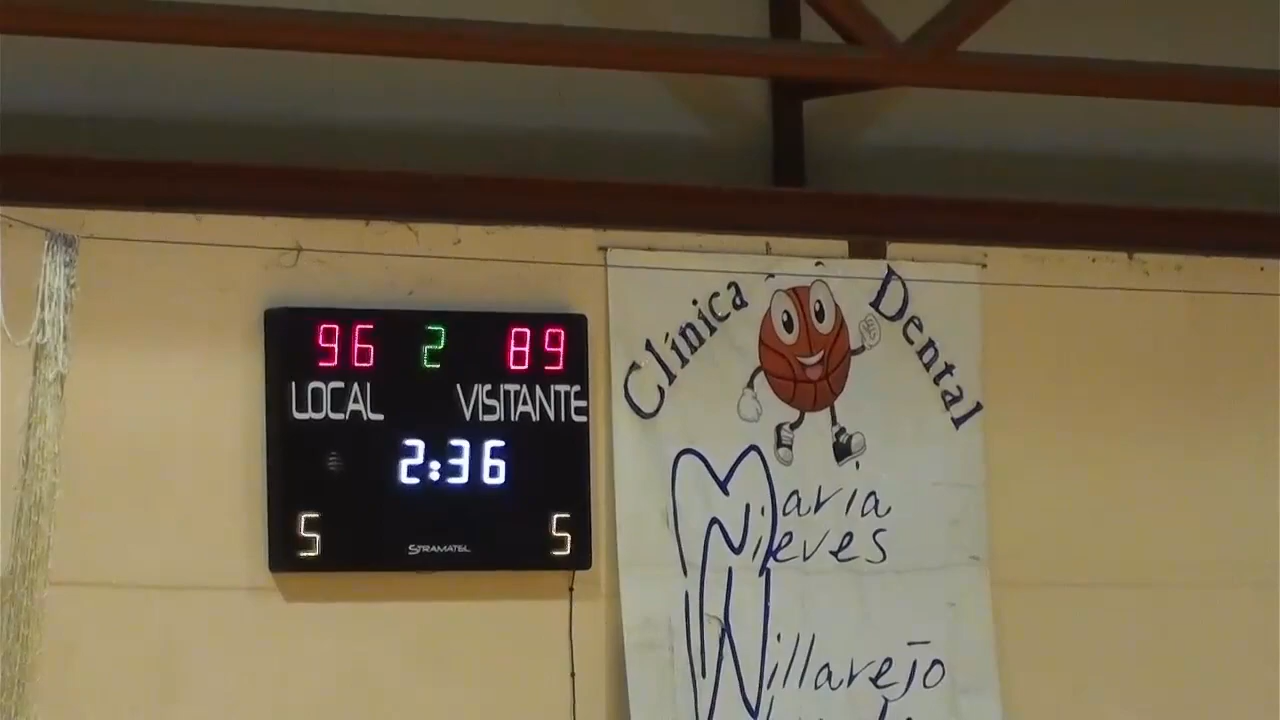 96 2 89
LOCAL VISITANTE
2:36
5 5
STRAMATEL
Clínica Dental
Maria
Nieves
Villarejo